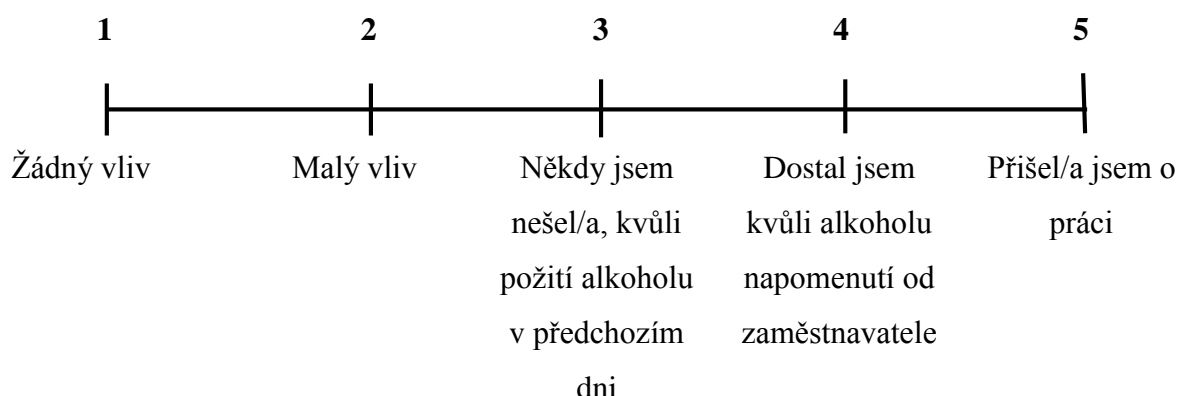 1 2 3 4 5
Žádný vliv Malý vliv Někdy jsem Dostal jsem Přišel/a jsem o
nešel/a, kvůli kvůli alkoholu práci
požití alkoholu napomenutí od
v předchozím zaměstnavatele
dni